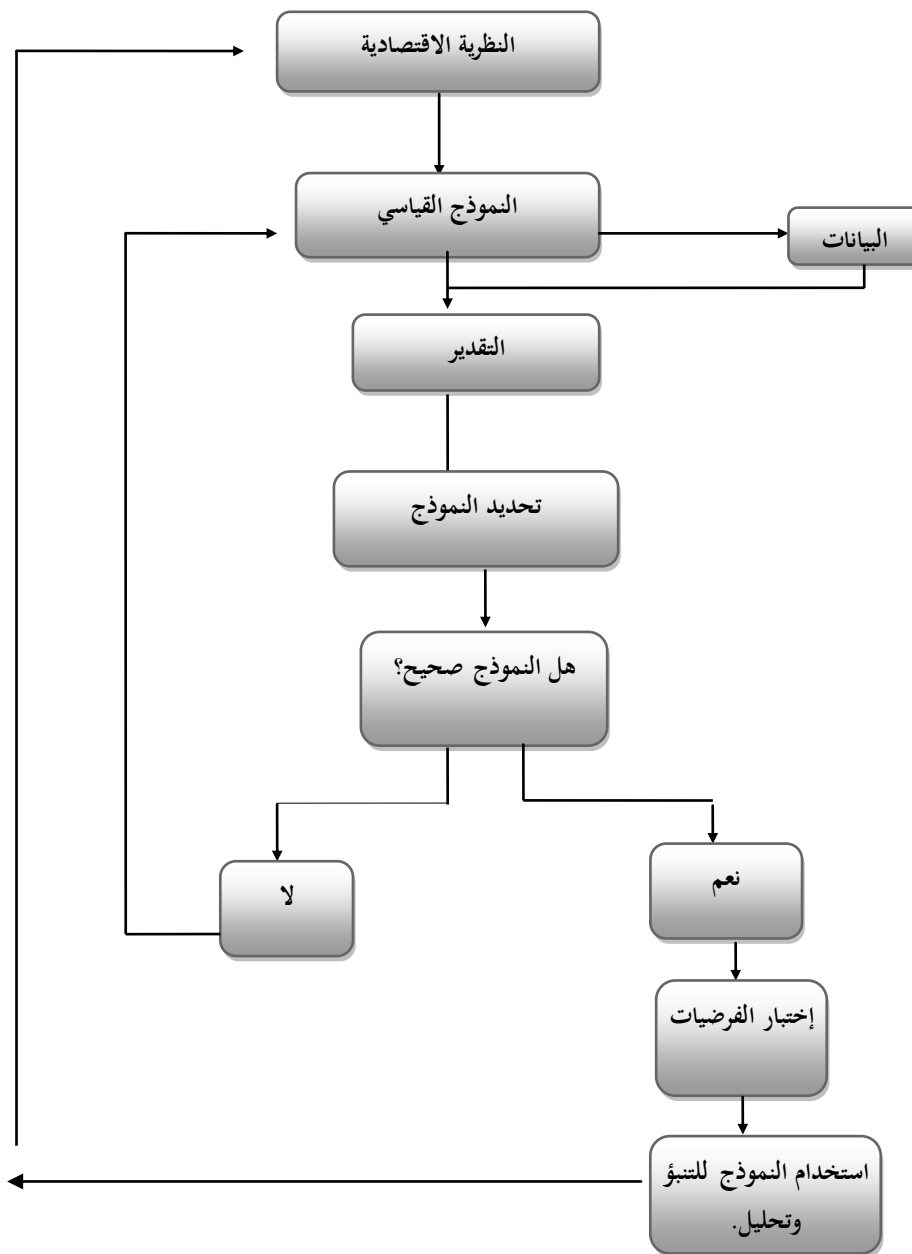 النظرية الاقتصادية
النموذج القياسي
البيانات
التقدير
تحديد النموذج
هل النموذج صحيح؟
لا
نعم
إختبار الفرضيات
استخدام النموذج للتنبؤ
وتحليل.